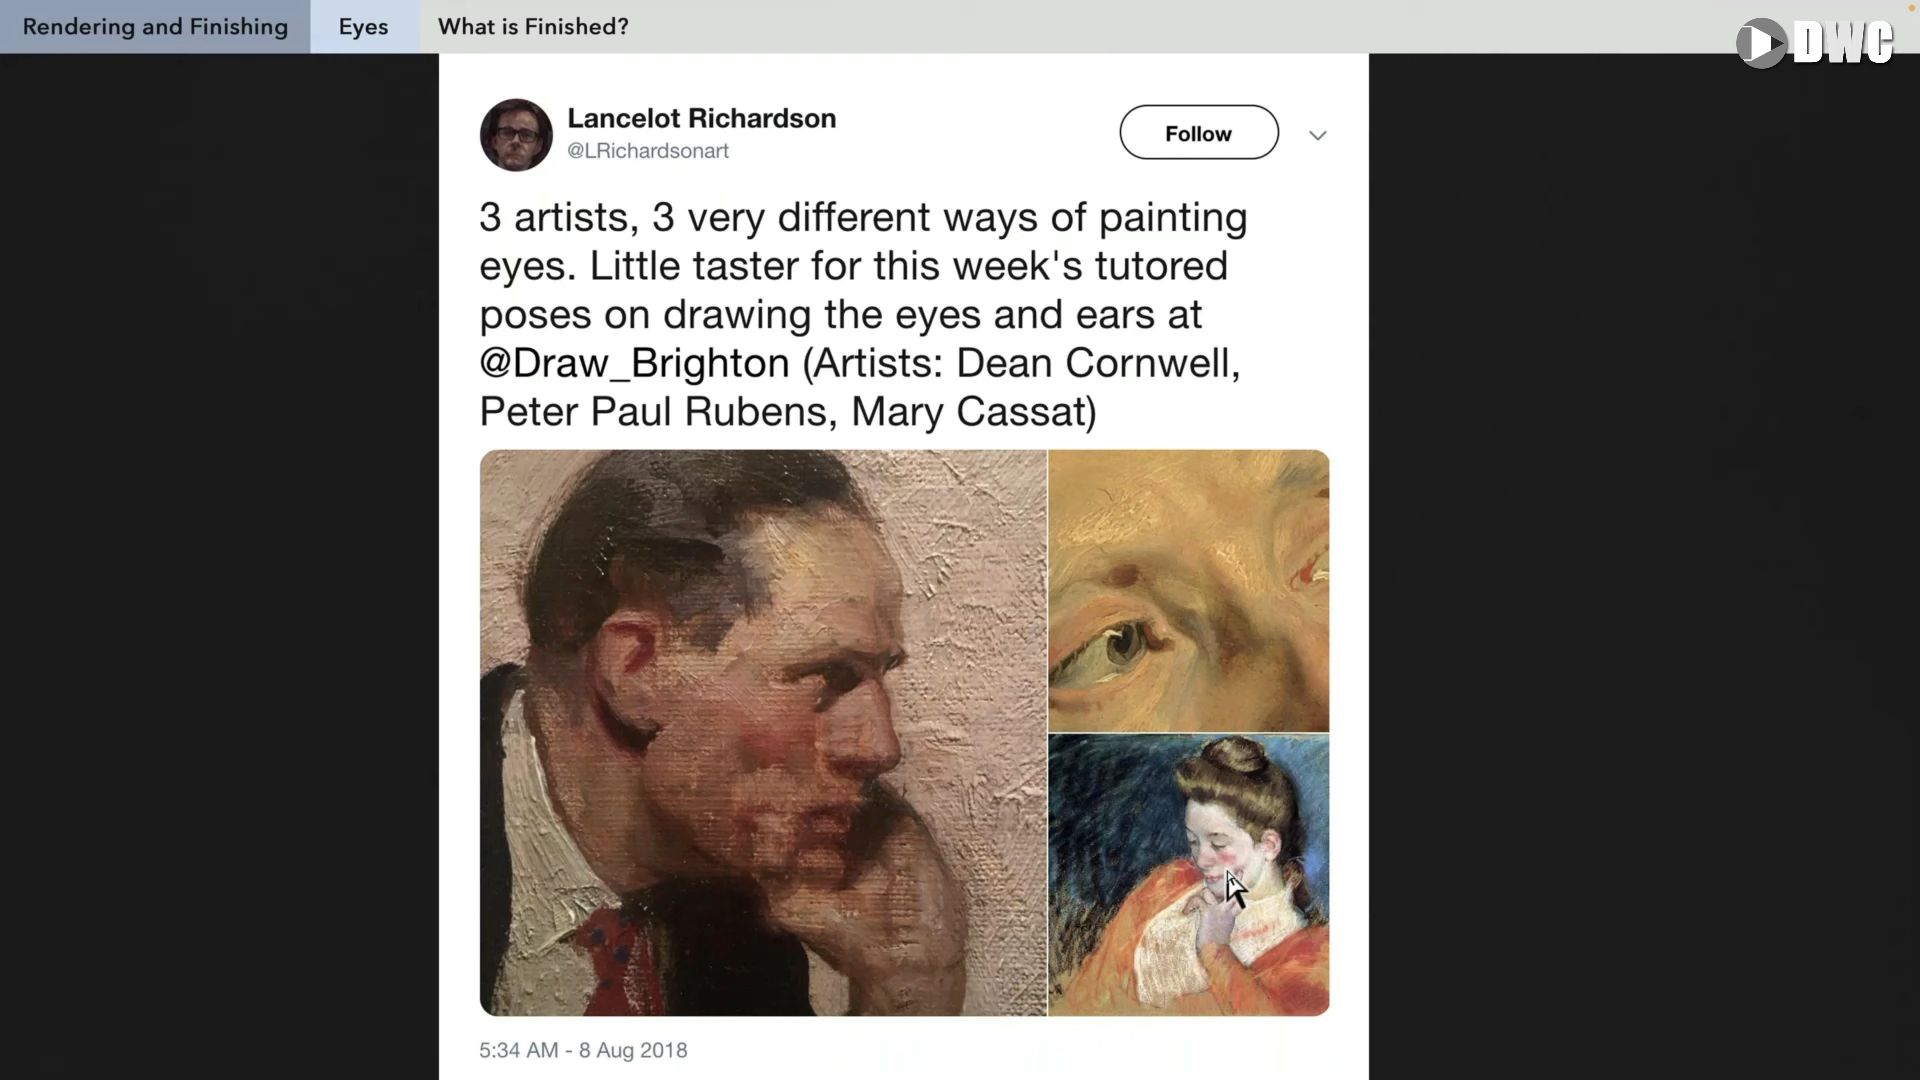 Rendering and Finishing Eyes What is Finished?
DWC
Lancelot Richardson
@LRichardsonart
Follow
3 artists, 3 very different ways of painting
eyes. Little taster for this week's tutored
poses on drawing the eyes and ears at
@Draw_Brighton (Artists: Dean Cornwell,
Peter Paul Rubens, Mary Cassat)
5:34 AM - 8 Aug 2018